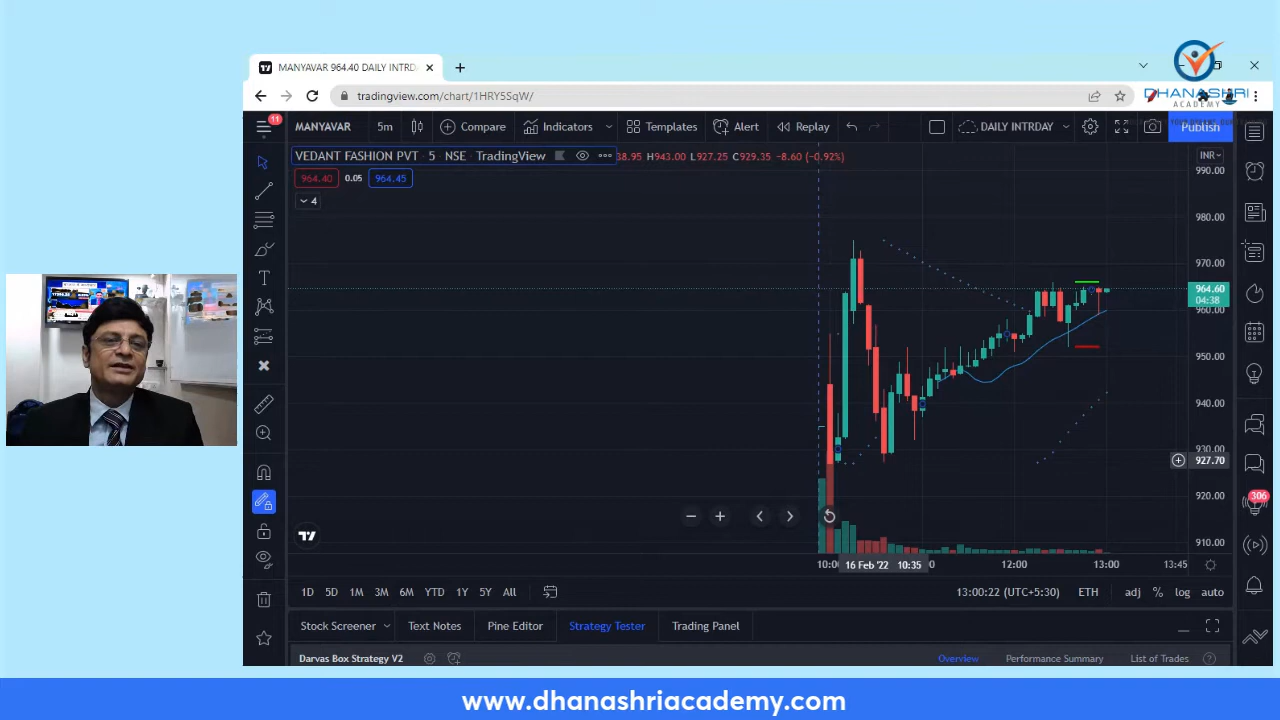 MANYAVAR 964.40 DAILY INTRD
DHANASHRI
ACADEMY
tradingview.com/chart/1HRY5SqW/
11
MANYAVAR 5m Compare Indicators Templates Alert Replay DAILY INTRDAY Publish
VEDANT FASHION PVT · 5 · NSE TradingView 38.95 H943.00 L927.25 C929.35 -8.60 (-0.92%) INR
964.40 0.05 964.45
4
990.00
980.00
970.00
964.60
04:38
960.00
950.00
940.00
930.00
927.70
920.00
910.00
306
10:00 16 Feb '22 10:35 12:00 13:00 13:45
1D 5D 1M 3M 6M YTD 1Y 5Y All 13:00:22 (UTC+5:30) ETH adj % log auto
Stock Screener Text Notes Pine Editor Strategy Tester Trading Panel
Darvas Box Strategy V2 Overview Performance Summary List of Trades
www.dhanashriacademy.com